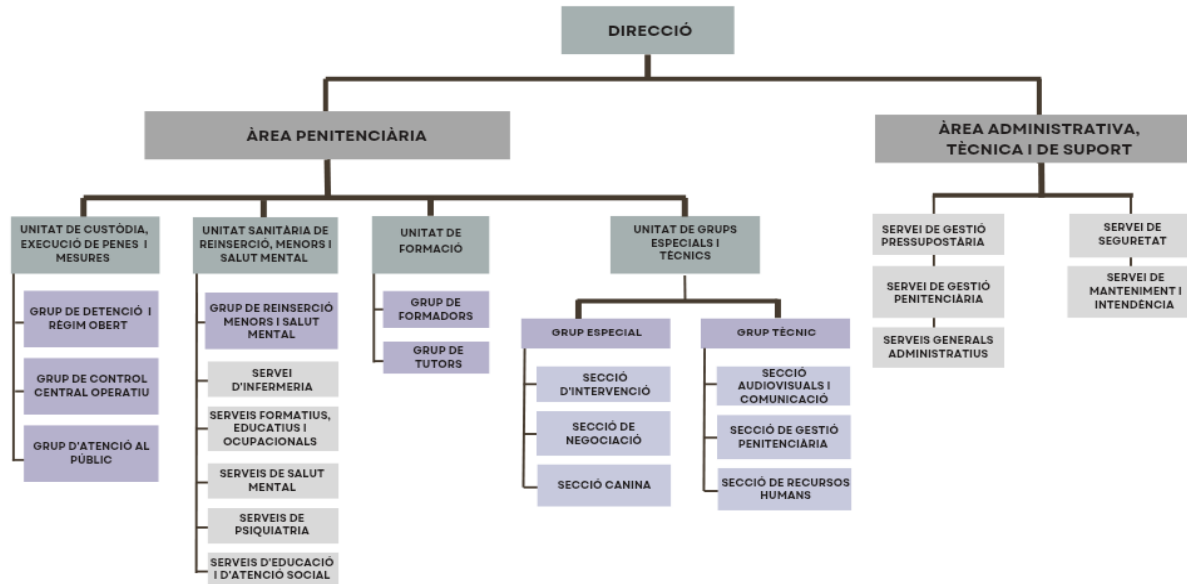 DIRECCIÓ
ÀREA PENITENCIÀRIA
ÀREA ADMINISTRATIVA,
TÈCNICA I DE SUPORT
UNITAT DE CUSTÒDIA,
EXECUCIÓ DE PENES I
MESURES
GRUP DE DETENCIÓ I
RÈGIM OBERT
GRUP DE CONTROL
CENTRAL OPERATIU
GRUP D'ATENCIÓ AL
PÚBLIC
UNITAT SANITÀRIA DE
REINSERCIÓ, MENORS I
SALUT MENTAL
GRUP DE REINSERCIÓ
MENORS I SALUT
MENTAL
SERVEI
D'INFERMERIA
SERVEIS FORMATIUS,
EDUCATIUS I
OCUPACIONALS
SERVEIS DE SALUT
MENTAL
SERVEIS DE
PSIQUIATRIA
SERVEIS D'EDUCACIÓ
I D'ATENCIÓ SOCIAL
UNITAT DE
FORMACIÓ
GRUP DE
FORMADORS
GRUP DE
TUTORS
UNITAT DE GRUPS
ESPECIALS I
TÈCNICS
GRUP ESPECIAL
SECCIÓ
D'INTERVENCIÓ
SECCIÓ DE
NEGOCIACIÓ
SECCIÓ CANINA
GRUP TÈCNIC
SECCIÓ
AUDIOVISUALS I
COMUNICACIÓ
SECCIÓ DE GESTIÓ
PENITENCIÀRIA
SECCIÓ DE RECURSOS
HUMANS
SERVEI DE GESTIÓ
PRESSUPOSTÀRIA
SERVEI DE GESTIÓ
PENITENCIÀRIA
SERVEIS GENERALS
ADMINISTRATIUS
SERVEI DE
SEGURETAT
SERVEI DE
MANTENIMENT I
INTENDÈNCIA